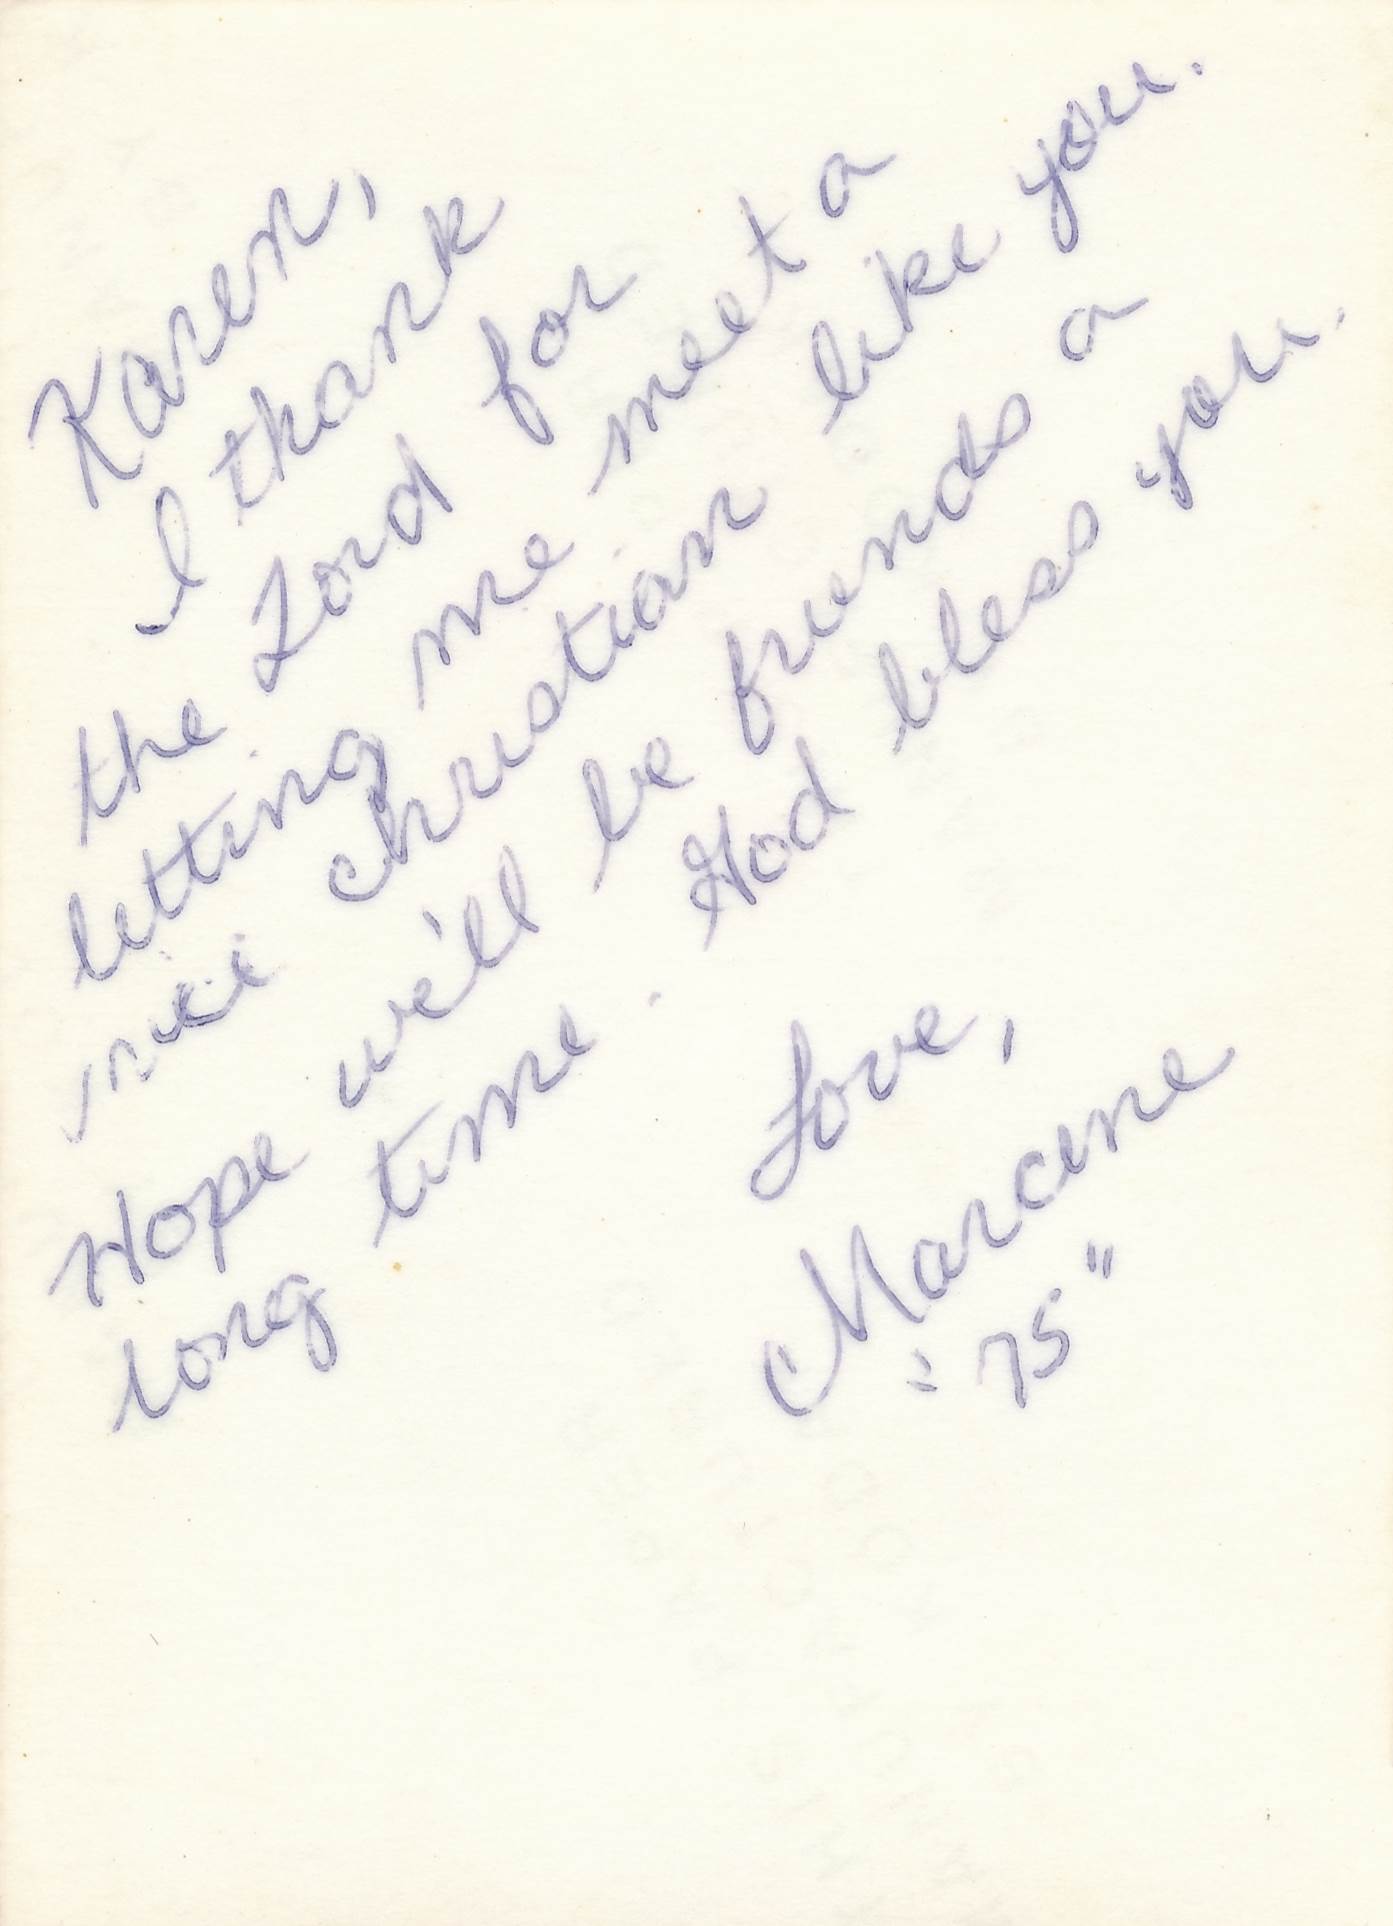 Karen,
I thank
the Lord for
letting me meet a
nice christian like you.
Hope we'll be friends a
long time. God bless you.
Love,
Marcene
"75"